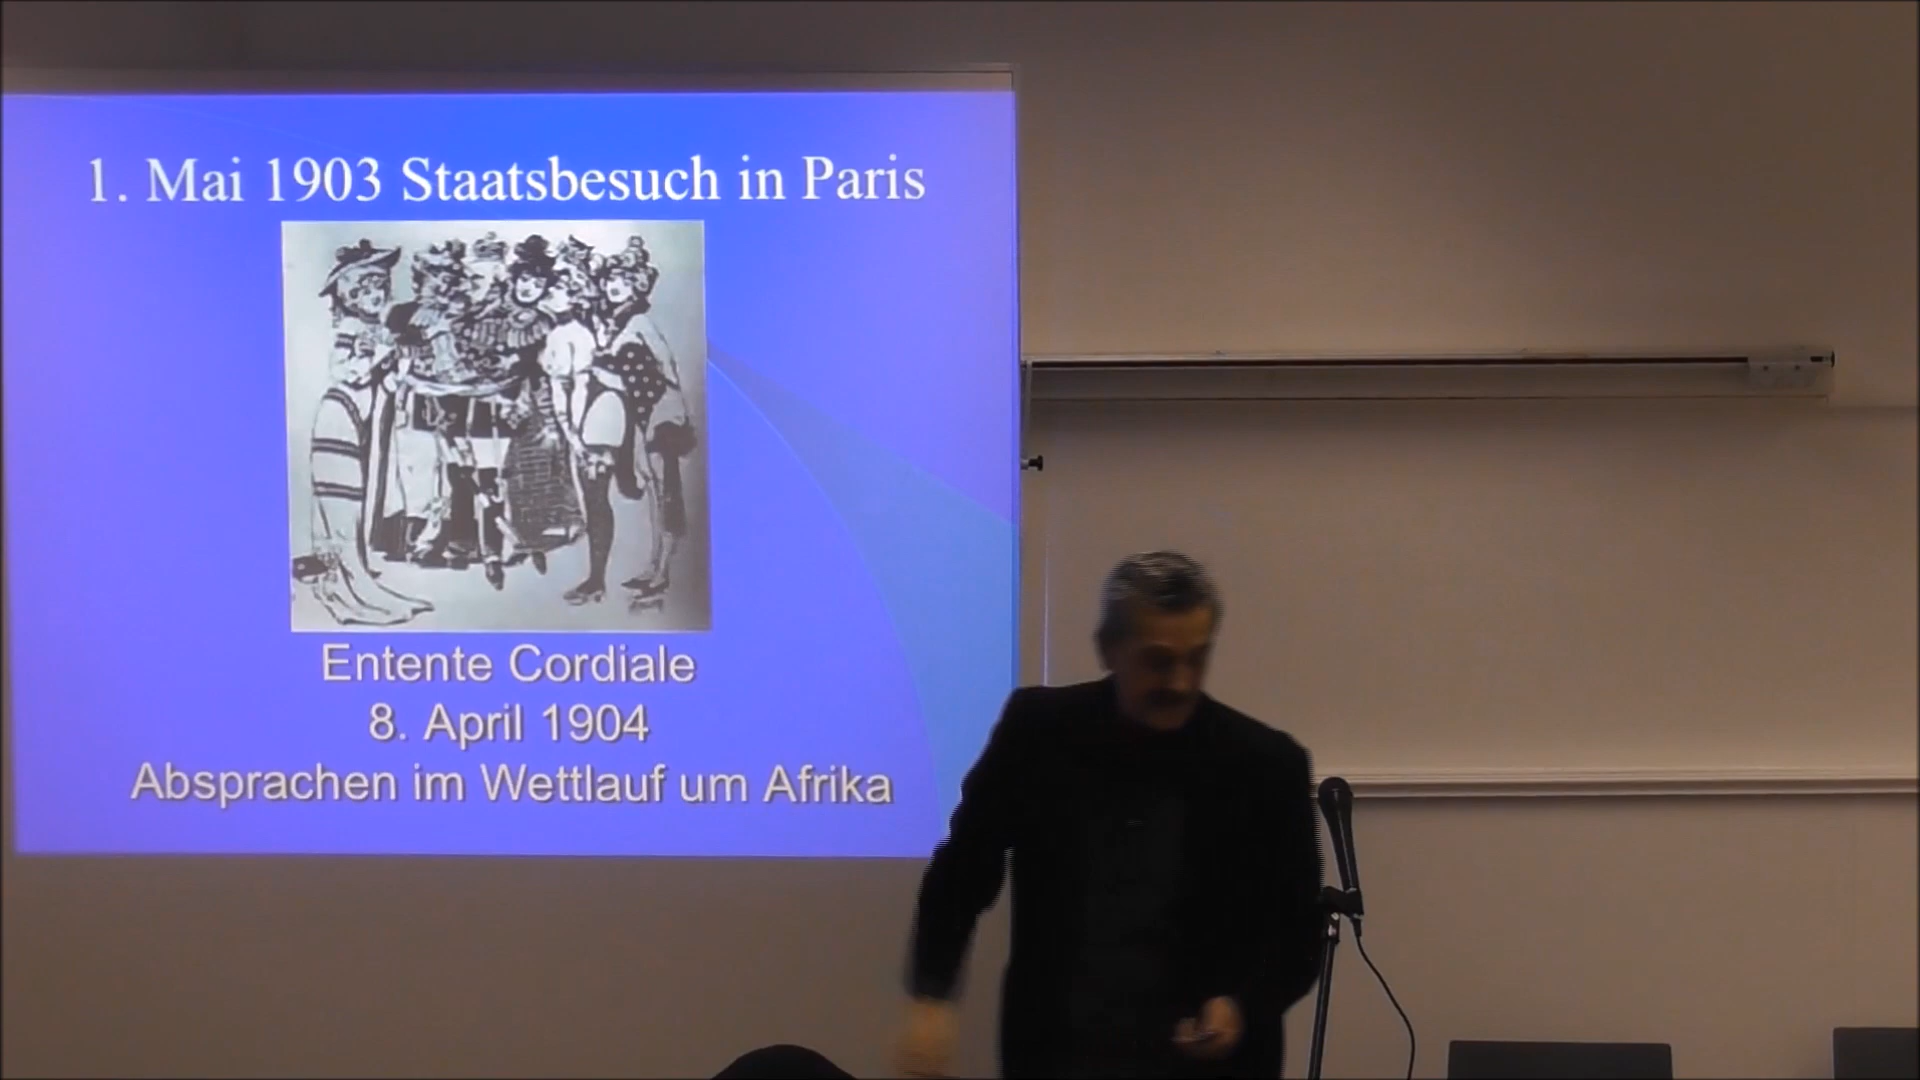 1. Mai 1903 Staatsbesuch in Paris
Entente Cordiale
8. April 1904
Absprachen im Wettlauf um Afrika